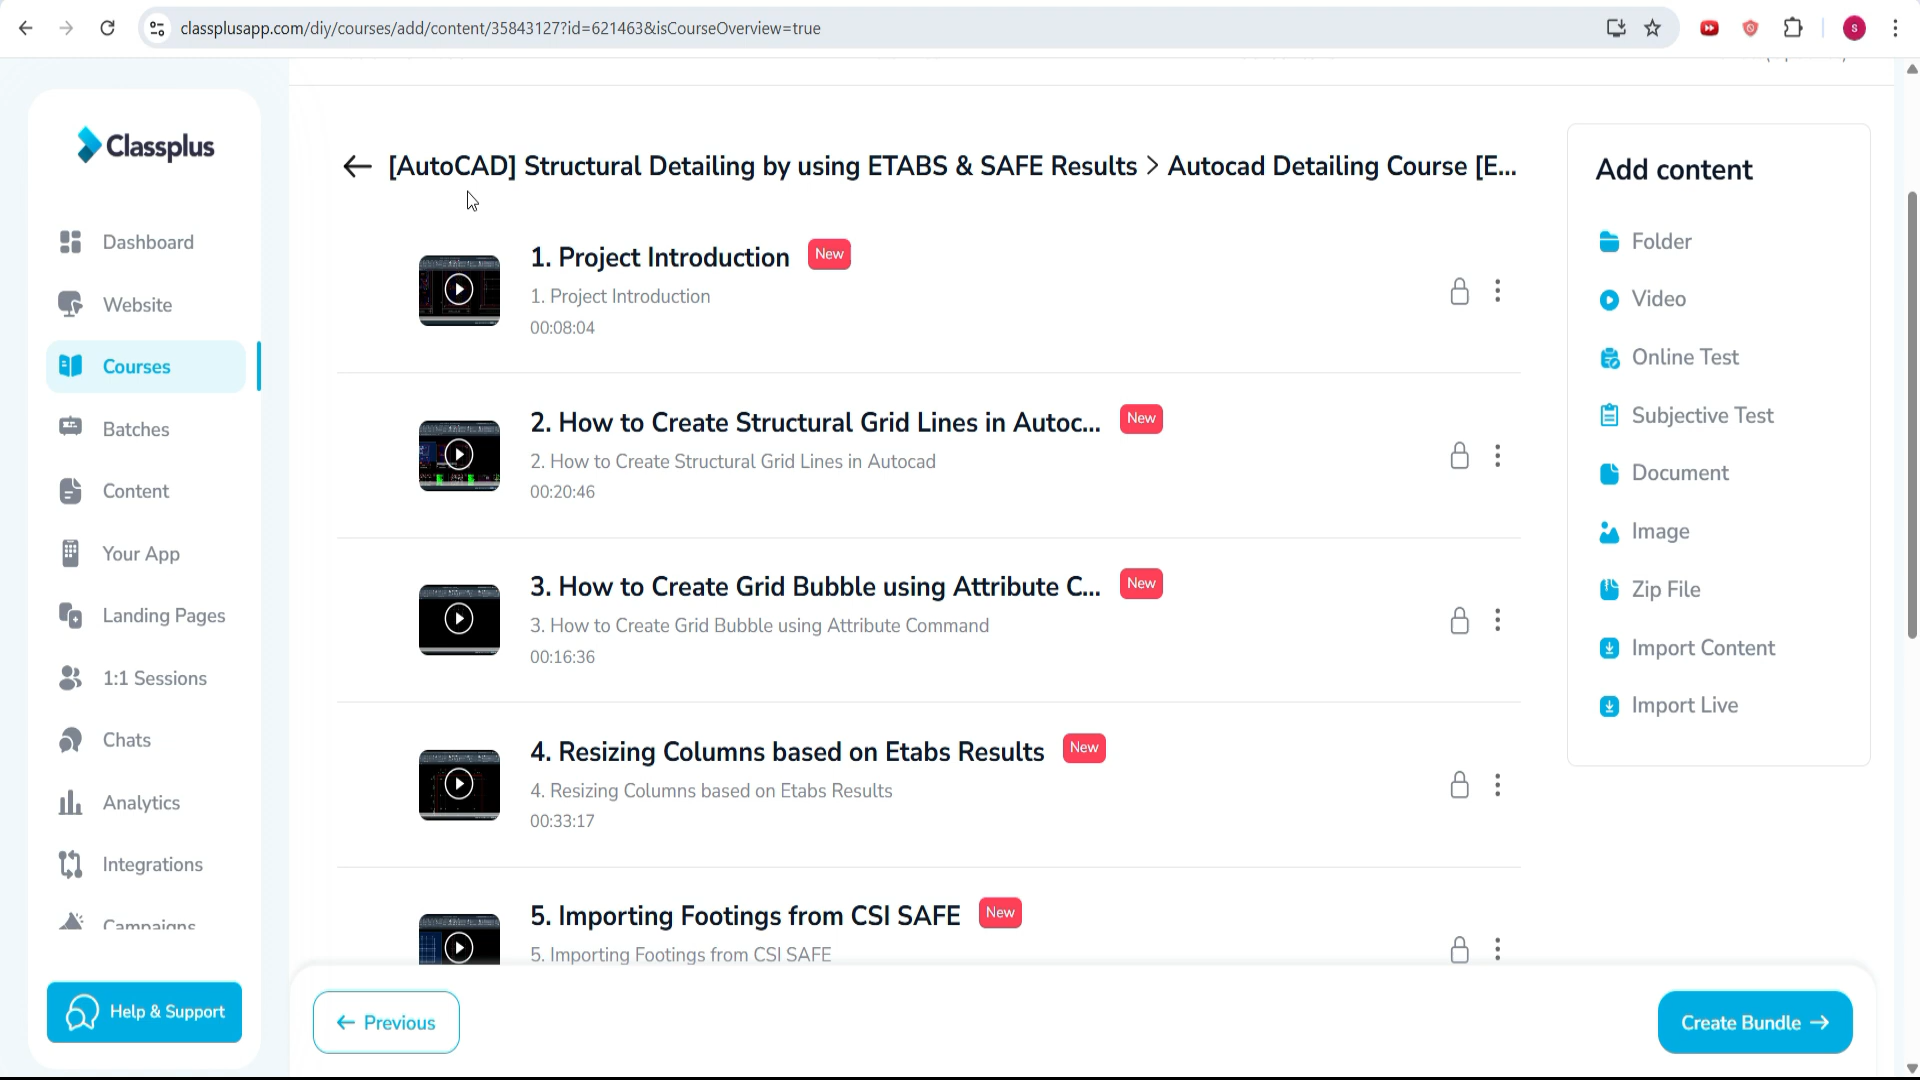 classplusapp.com/diy/courses/add/content/35843127?id=621463&isCourseOverview=true
S
Classplus
Dashboard
Website
Courses
Batches
Content
Your App
Landing Pages
1:1 Sessions
Chats
Analytics
Integrations
Campaigns
Help & Support
[AutoCAD] Structural Detailing by using ETABS & SAFE Results > Autocad Detailing Course [E...
1. Project Introduction New
1. Project Introduction
00:08:04
2. How to Create Structural Grid Lines in Autoc... New
2. How to Create Structural Grid Lines in Autocad
00:20:46
3. How to Create Grid Bubble using Attribute C... New
3. How to Create Grid Bubble using Attribute Command
00:16:36
4. Resizing Columns based on Etabs Results New
4. Resizing Columns based on Etabs Results
00:33:17
5. Importing Footings from CSI SAFE New
5. Importing Footings from CSI SAFE
Add content
Folder
Video
Online Test
Subjective Test
Document
Image
Zip File
Import Content
Import Live
Previous
Create Bundle